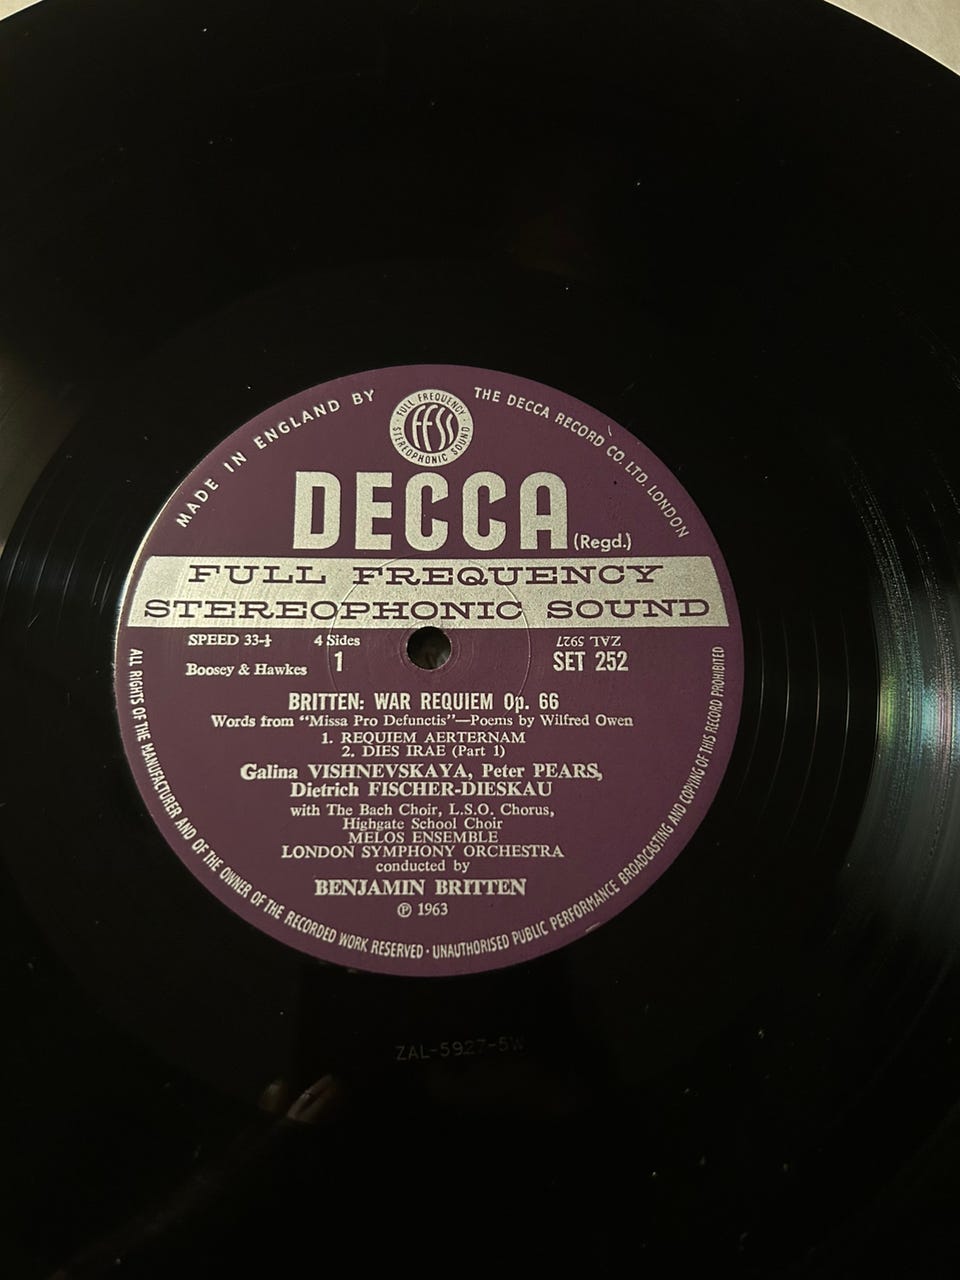 MADE IN ENGLAND BY
THE DECCA RECORD CO. LTD. LONDON
FULL FREQUENCY
ffss
STEREOPHONIC SOUND
DECCA (Regd.)
FULL FREQUENCY
STEREOPHONIC SOUND
SPEED 33-⅓ 4 Sides ZAL 5927
Boosey & Hawkes 1 SET 252
BRITTEN: WAR REQUIEM Op. 66
Words from “Missa Pro Defunctis”—Poems by Wilfred Owen
1. REQUIEM AERTERNAM
2. DIES IRAE (Part 1)
Galina VISHNEVSKAYA, Peter PEARS,
Dietrich FISCHER-DIESKAU
with The Bach Choir, L.S.O. Chorus,
Highgate School Choir
MELOS ENSEMBLE
LONDON SYMPHONY ORCHESTRA
conducted by
BENJAMIN BRITTEN
℗ 1963
ALL RIGHTS OF THE MANUFACTURER AND OF THE OWNER OF THE RECORDED WORK RESERVED · UNAUTHORISED PUBLIC PERFORMANCE BROADCASTING AND COPYING OF THIS RECORD PROHIBITED
ZAL-5927-5W